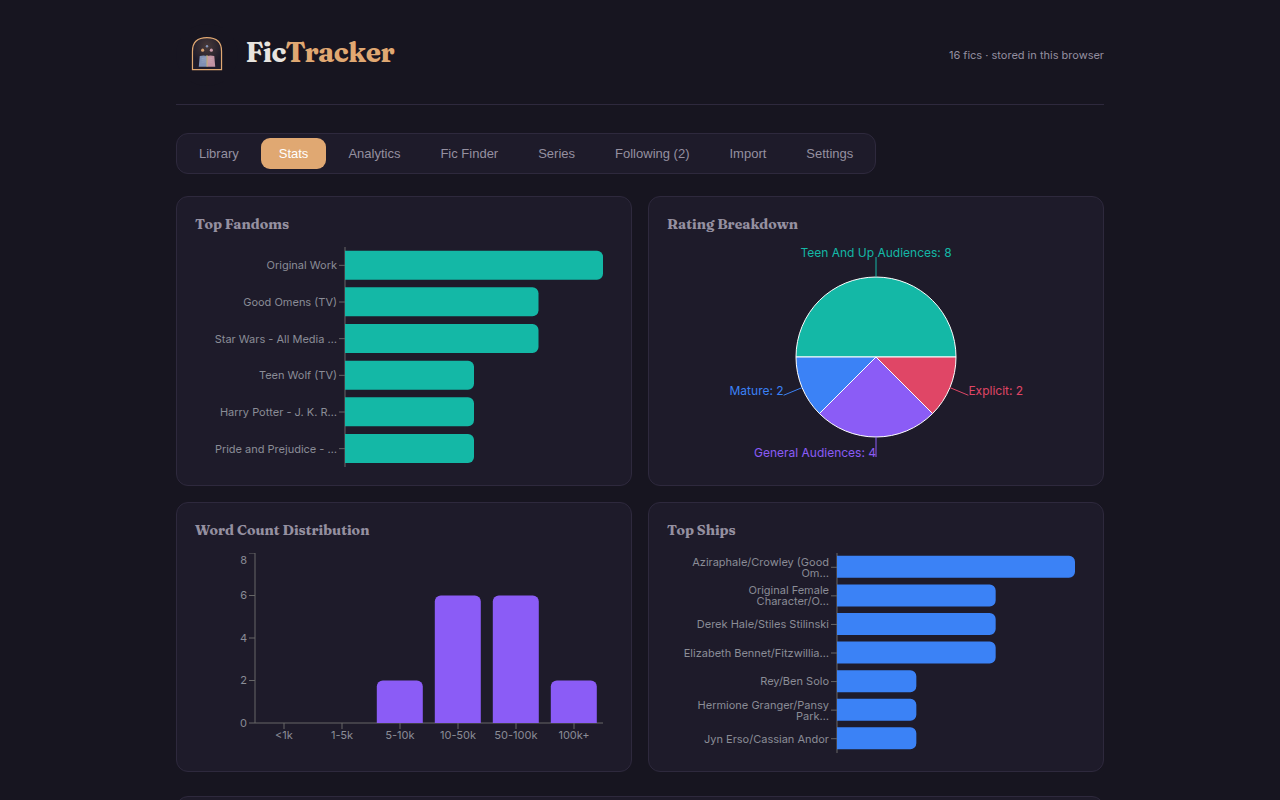 FicTracker
16 fics · stored in this browser
Library
Stats
Analytics
Fic Finder
Series
Following (2)
Import
Settings
Top Fandoms
Original Work
Good Omens (TV)
Star Wars - All Media ...
Teen Wolf (TV)
Harry Potter - J. K. R...
Pride and Prejudice - ...
Rating Breakdown
Teen And Up Audiences: 8
Mature: 2
Explicit: 2
General Audiences: 4
Word Count Distribution
8
6
4
2
0
<1k
1-5k
5-10k
10-50k
50-100k
100k+
Top Ships
Aziraphale/Crowley (Good
Om...
Original Female
Character/O...
Derek Hale/Stiles Stilinski
Elizabeth Bennet/Fitzwillia...
Rey/Ben Solo
Hermione Granger/Pansy
Park...
Jyn Erso/Cassian Andor